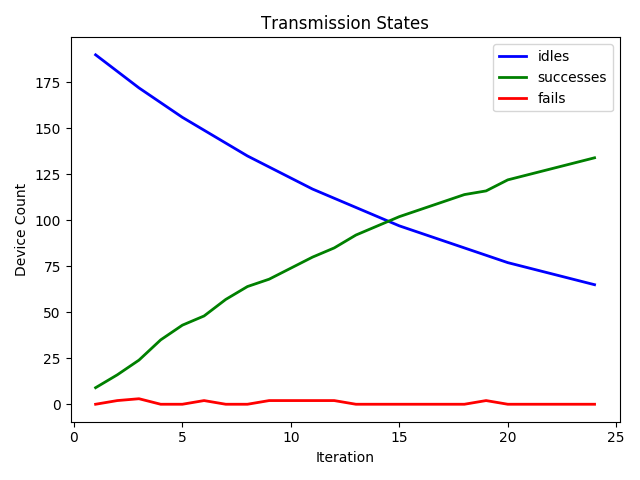 Transmission States
idles
successes
fails
Device Count
175
150
125
100
75
50
25
0
0 5 10 15 20 25
Iteration